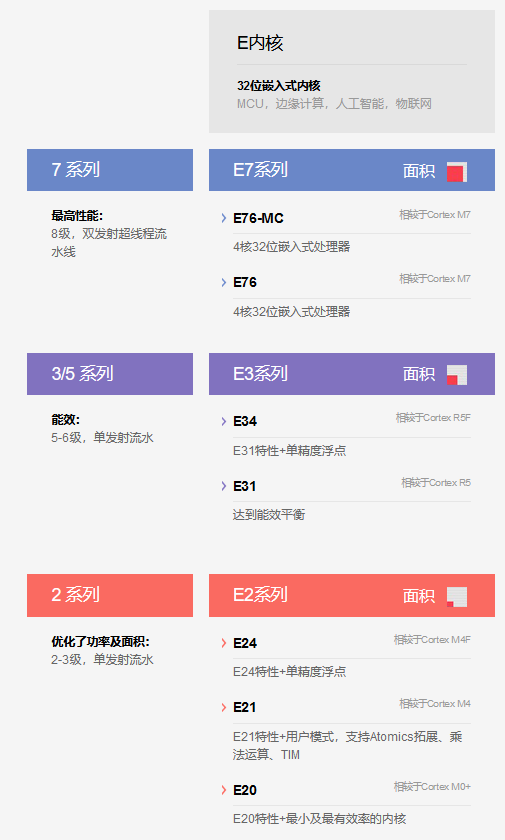 E内核
32位嵌入式内核
MCU，边缘计算，人工智能，物联网
7 系列
E7系列 面积
最高性能：
8级，双发射超线程流
水线
E76-MC 相较于Cortex M7
4核32位嵌入式处理器
E76 相较于Cortex M7
4核32位嵌入式处理器
3/5 系列
E3系列 面积
能效：
5-6级，单发射流水
E34 相较于Cortex R5F
E31特性+单精度浮点
E31 相较于Cortex R5
达到能效平衡
2 系列
E2系列 面积
优化了功率及面积：
2-3级，单发射流水
E24 相较于Cortex M4F
E24特性+单精度浮点
E21 相较于Cortex M4
E21特性+用户模式，支持Atomics拓展、乘
法运算、TIM
E20 相较于Cortex M0+
E20特性+最小及最有效率的内核